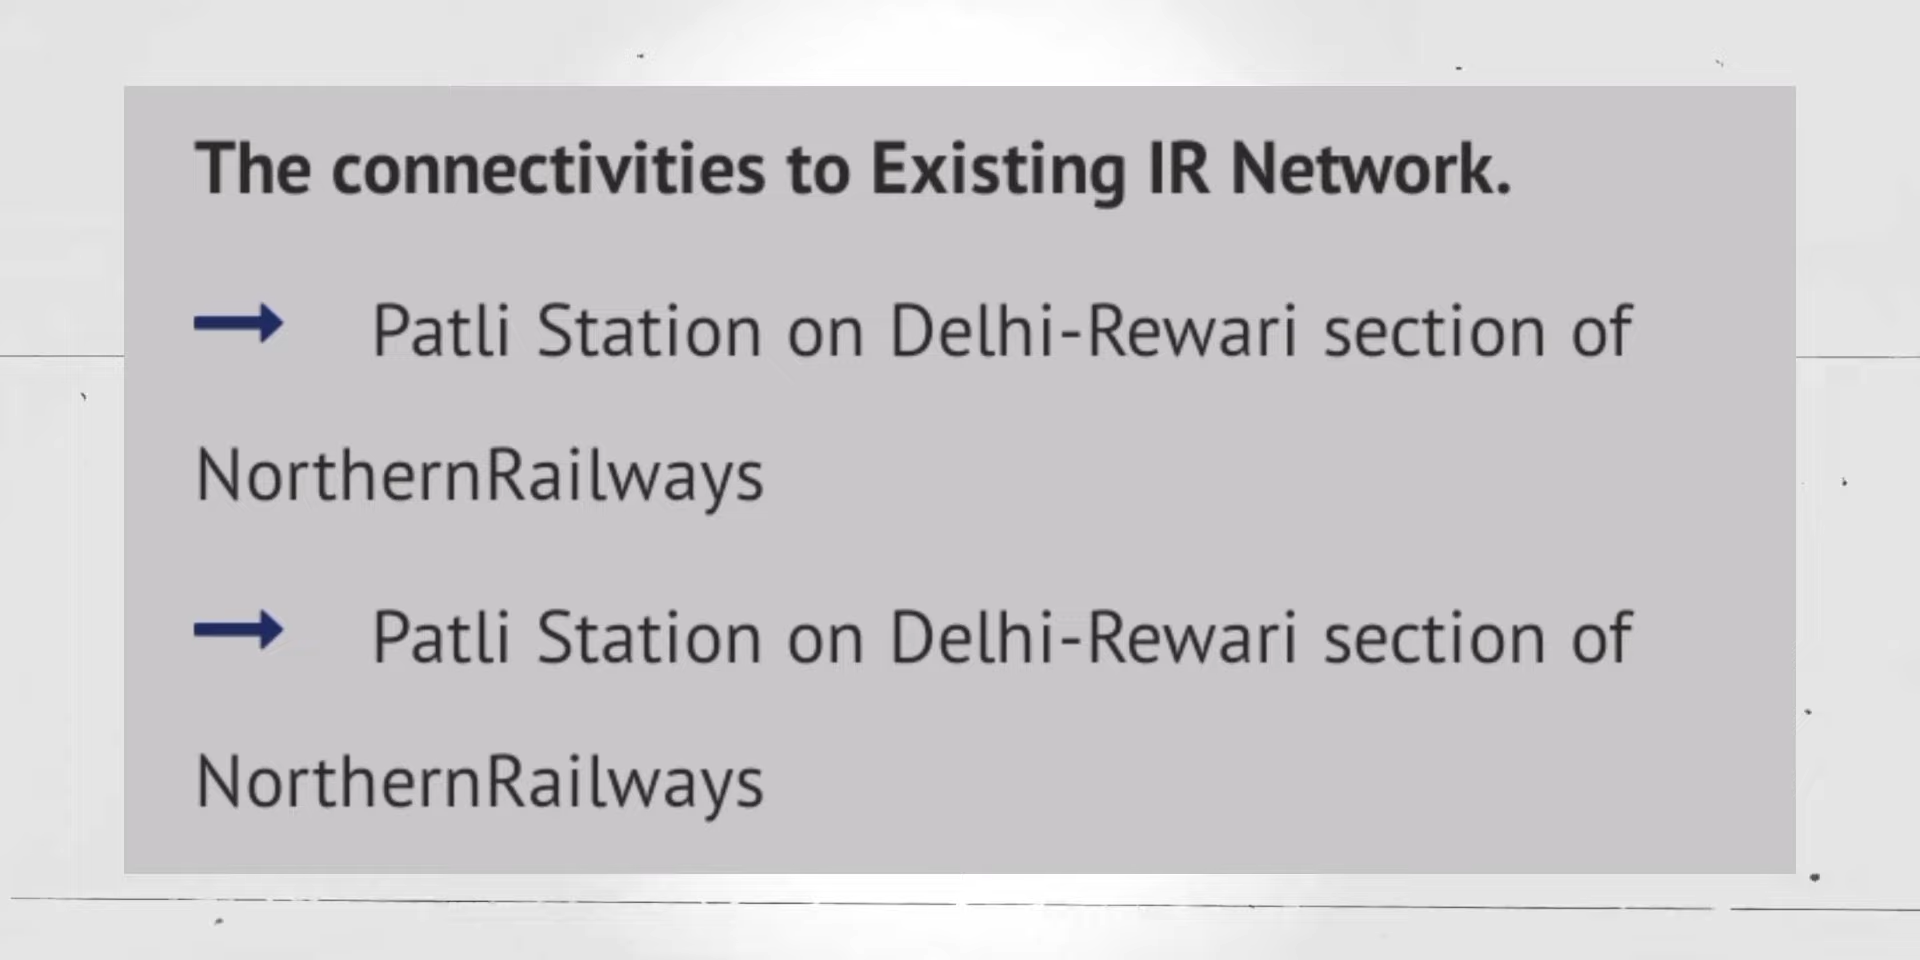 The connectivities to Existing IR Network.
Patli Station on Delhi-Rewari section of
NorthernRailways
Patli Station on Delhi-Rewari section of
NorthernRailways